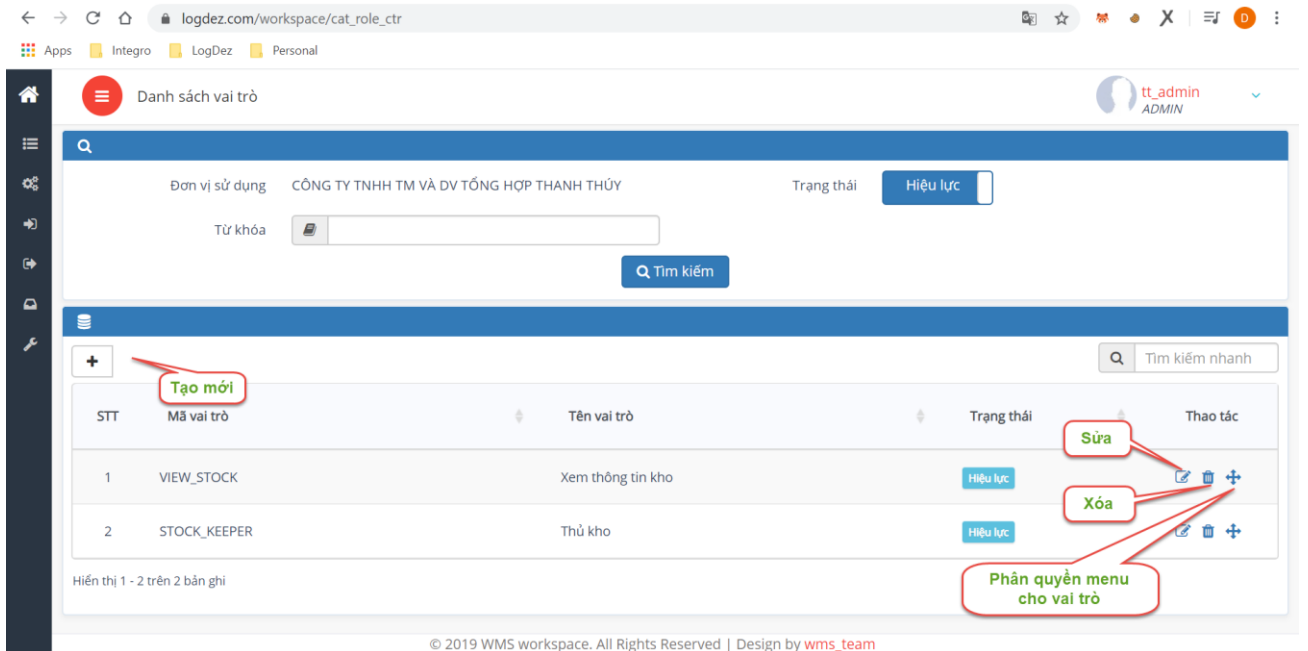 logdez.com/workspace/cat_role_ctr
Apps Integro LogDez Personal
Danh sách vai trò
tt_admin
ADMIN
Đơn vị sử dụng CÔNG TY TNHH TM VÀ DV TỔNG HỢP THANH THÚY Trạng thái Hiệu lực
Từ khóa
Tìm kiếm
Tìm kiếm nhanh
Tạo mới
STT Mã vai trò Tên vai trò Trạng thái Thao tác
Sửa
1 VIEW_STOCK Xem thông tin kho Hiệu lực
Xóa
2 STOCK_KEEPER Thủ kho Hiệu lực
Hiển thị 1 - 2 trên 2 bản ghi
Phân quyền menu
cho vai trò
© 2019 WMS workspace. All Rights Reserved | Design by wms_team